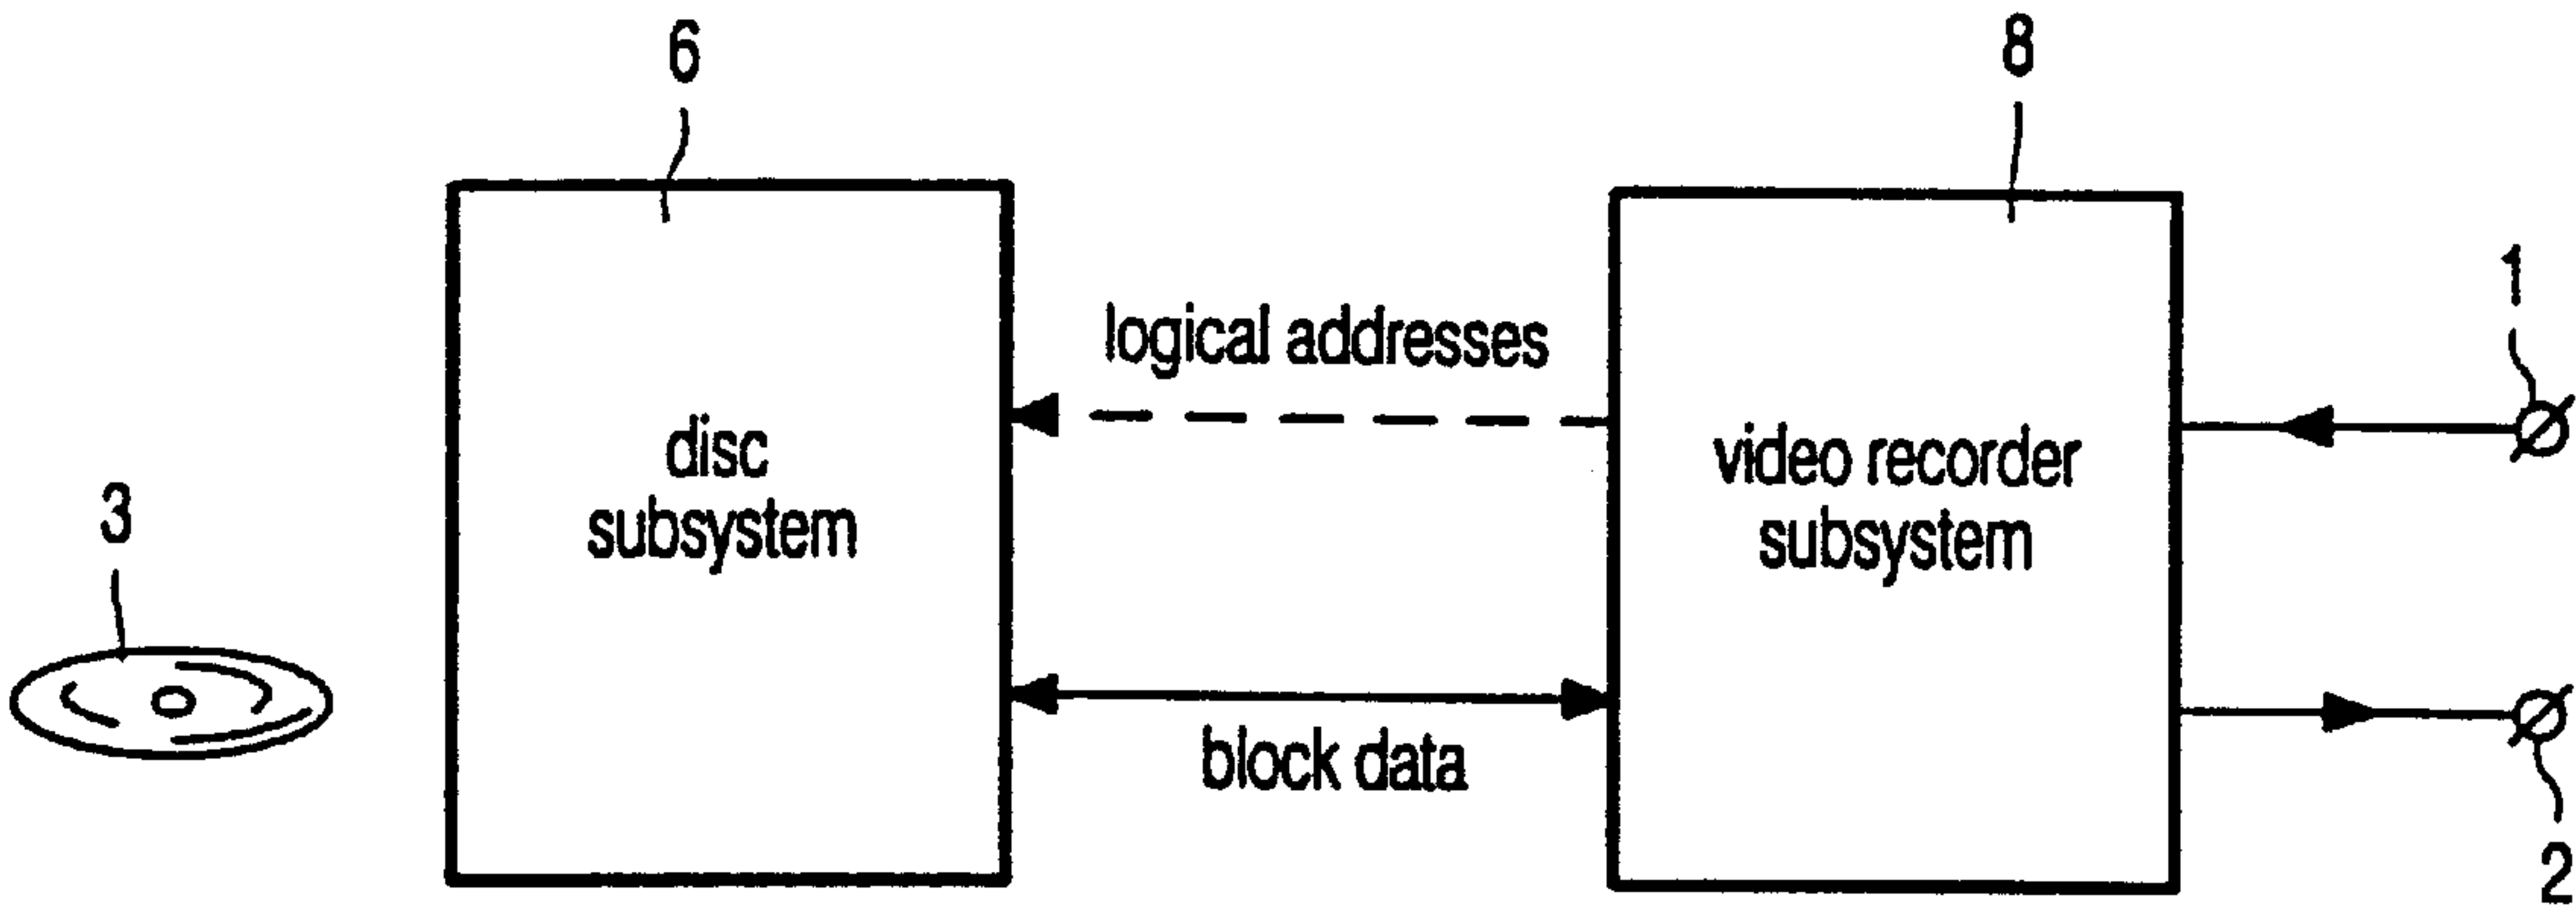 6
8
1
logical addresses
disc
subsystem
video recorder
subsystem
3
block data
2